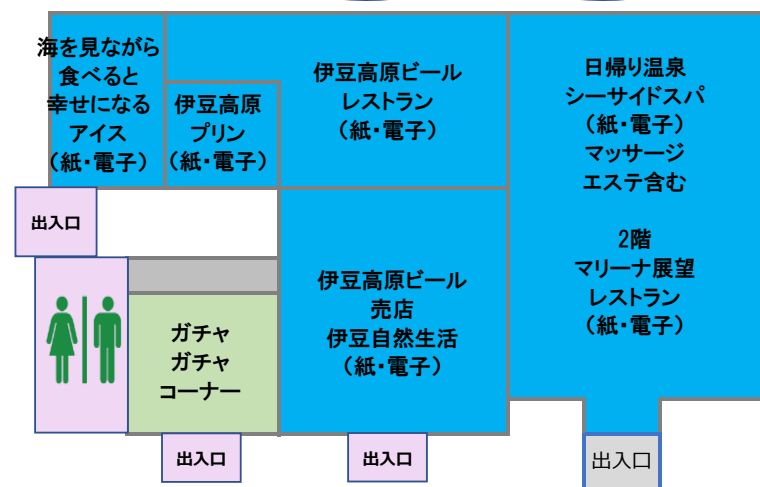 海を見ながら
食べると
幸せになる
アイス
(紙・電子)
伊豆高原
プリン
(紙・電子)
伊豆高原ビール
レストラン
(紙・電子)
日帰り温泉
シーサイドスパ
(紙・電子)
マッサージ
エステ含む
2階
マリーナ展望
レストラン
(紙・電子)
出入口
ガチャ
ガチャ
コーナー
伊豆高原ビール
売店
伊豆自然生活
(紙・電子)
出入口
出入口
出入口